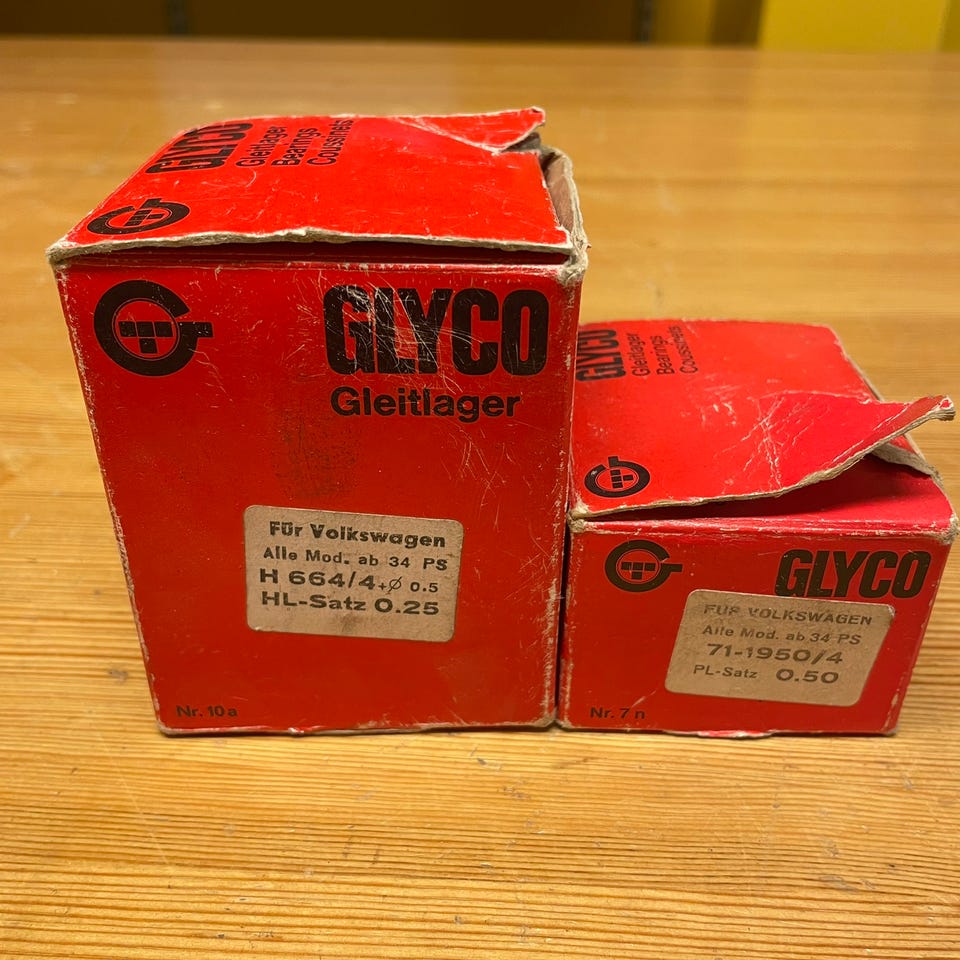 GLYCO
Gleitlager
Bearings
Coussinets
GLYCO
Gleitlager
Für Volkswagen
Alle Mod. ab 34 PS
H 664/4+∅ 0.5
HL-Satz 0.25
Nr. 10a
GLYCO
Gleitlager
Bearings
Coussinets
GLYCO
FÜR VOLKSWAGEN
Alle Mod. ab 34 PS
71-1950/4
PL-Satz 0.50
Nr. 7n